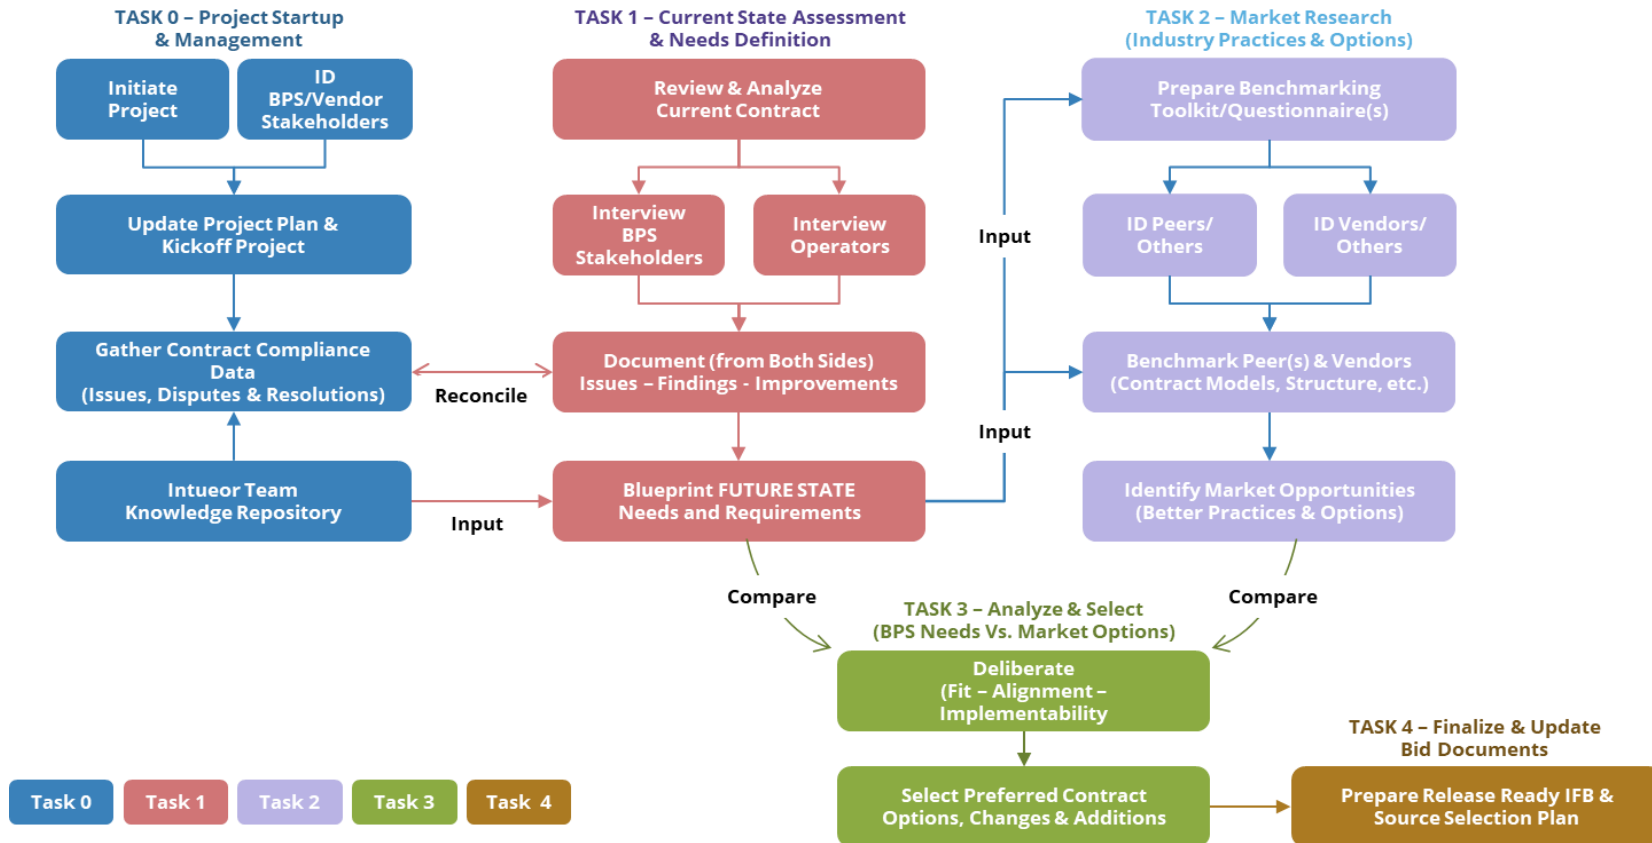 TASK 0 – Project Startup
& Management
Initiate
Project
ID
BPS/Vendor
Stakeholders
Update Project Plan &
Kickoff Project
Gather Contract Compliance
Data
(Issues, Disputes & Resolutions)
Intueor Team
Knowledge Repository
Reconcile
Input
TASK 1 – Current State Assessment
& Needs Definition
Review & Analyze
Current Contract
Interview
BPS
Stakeholders
Interview
Operators
Document (from Both Sides)
Issues – Findings - Improvements
Blueprint FUTURE STATE
Needs and Requirements
Input
Input
TASK 2 – Market Research
(Industry Practices & Options)
Prepare Benchmarking
Toolkit/Questionnaire(s)
ID Peers/
Others
ID Vendors/
Others
Benchmark Peer(s) & Vendors
(Contract Models, Structure, etc.)
Identify Market Opportunities
(Better Practices & Options)
Compare
Compare
TASK 3 – Analyze & Select
(BPS Needs Vs. Market Options)
Deliberate
(Fit – Alignment –
Implementability
Select Preferred Contract
Options, Changes & Additions
TASK 4 – Finalize & Update
Bid Documents
Prepare Release Ready IFB &
Source Selection Plan
Task 0
Task 1
Task 2
Task 3
Task 4